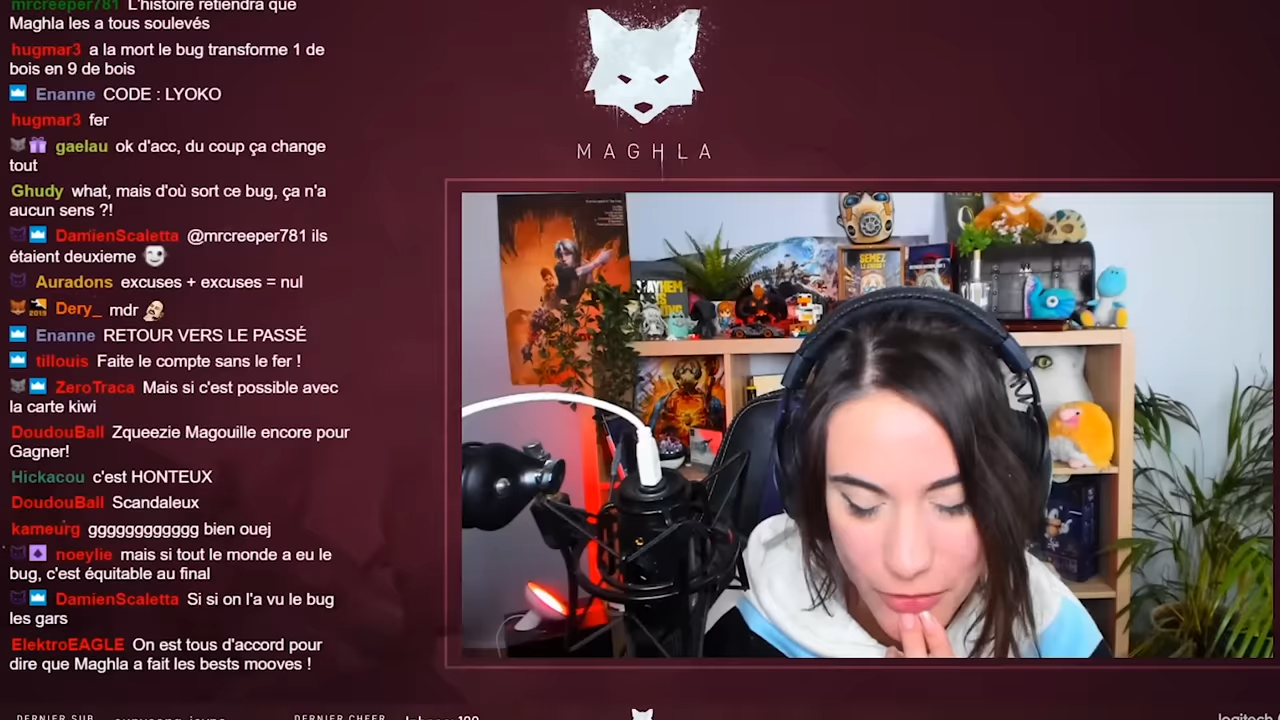 mrcreeper781 L'histoire retiendra que
Maghla les a tous soulevés
hugmar3 a la mort le bug transforme 1 de
bois en 9 de bois
Enanne CODE : LYOKO
hugmar3 fer
gaelau ok d'acc, du coup ça change
tout
Ghudy what, mais d'où sort ce bug, ça n'a
aucun sens ?!
DamienScaletta @mrcreeper781 ils
étaient deuxieme
Auradons excuses + excuses = nul
2019 Dery_ mdr
Enanne RETOUR VERS LE PASSÉ
tillouis Faite le compte sans le fer !
ZeroTraca Mais si c'est possible avec
la carte kiwi
DoudouBall Zqueezie Magouille encore pour
Gagner!
Hickacou c'est HONTEUX
DoudouBall Scandaleux
kameurg gggggggggggg bien ouej
noeylie mais si tout le monde a eu le
bug, c'est équitable au final
DamienScaletta Si si on l'a vu le bug
les gars
ElektroEAGLE On est tous d'accord pour
dire que Maghla a fait les bests mooves !
MAGHLA
SEMEZ
DERNIER SUB
DERNIER CHEER
logitech